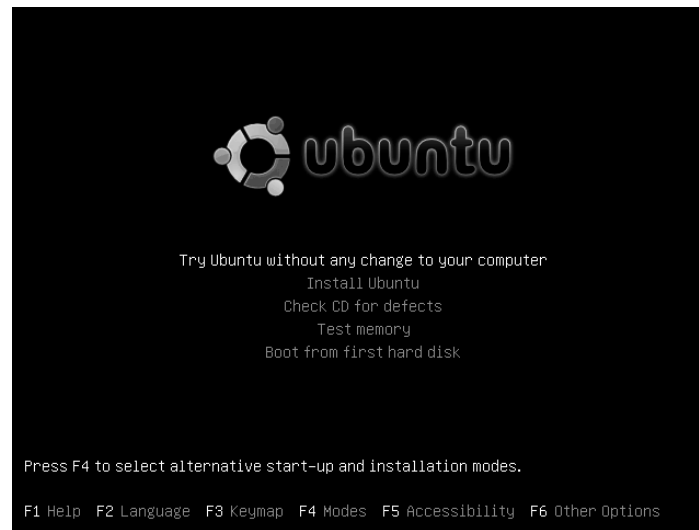 ubuntu
Try Ubuntu without any change to your computer
Install Ubuntu
Check CD for defects
Test memory
Boot from first hard disk
Press F4 to select alternative start-up and installation modes.
F1 Help F2 Language F3 Keymap F4 Modes F5 Accessibility F6 Other Options